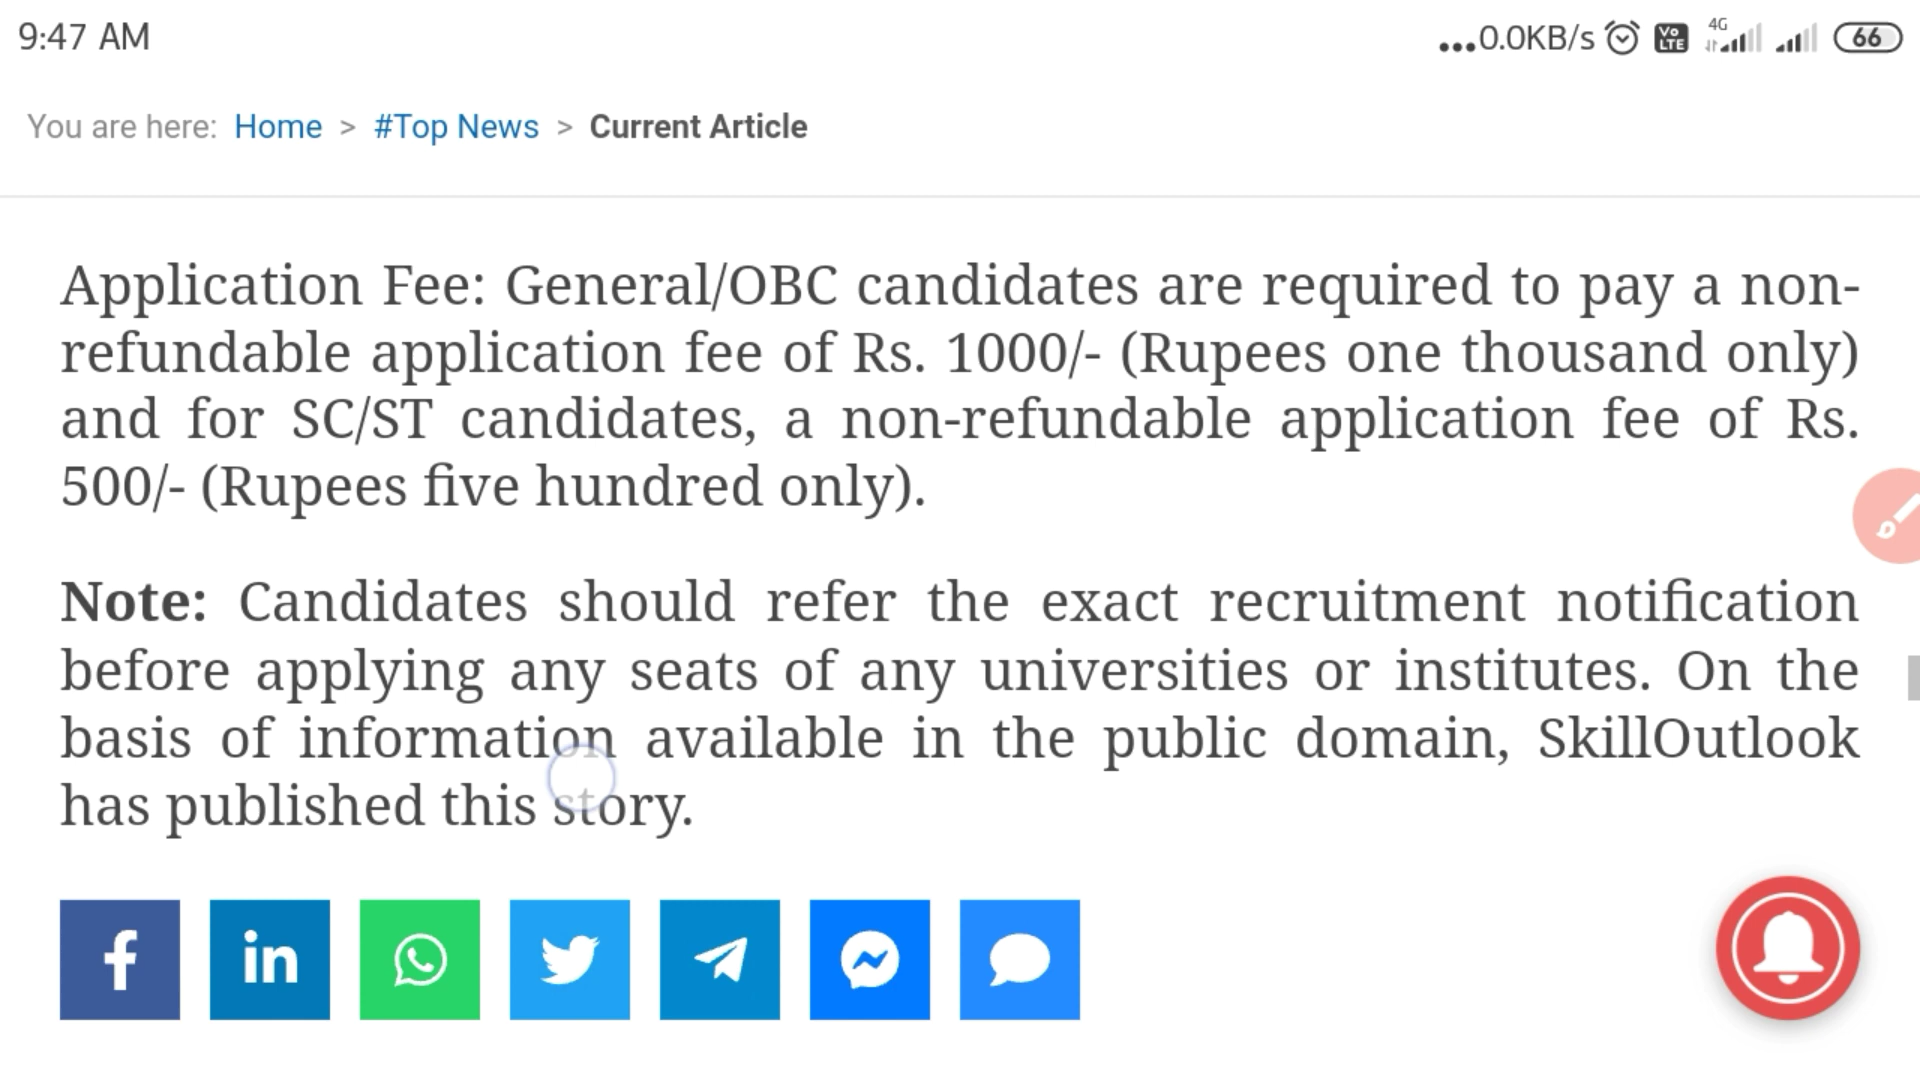 9:47 AM
...0.0KB/s Vo LTE 4G 66
You are here: Home > #Top News > Current Article
Application Fee: General/OBC candidates are required to pay a non-
refundable application fee of Rs. 1000/- (Rupees one thousand only)
and for SC/ST candidates, a non-refundable application fee of Rs.
500/- (Rupees five hundred only).
Note: Candidates should refer the exact recruitment notification
before applying any seats of any universities or institutes. On the
basis of information available in the public domain, SkillOutlook
has published this story.